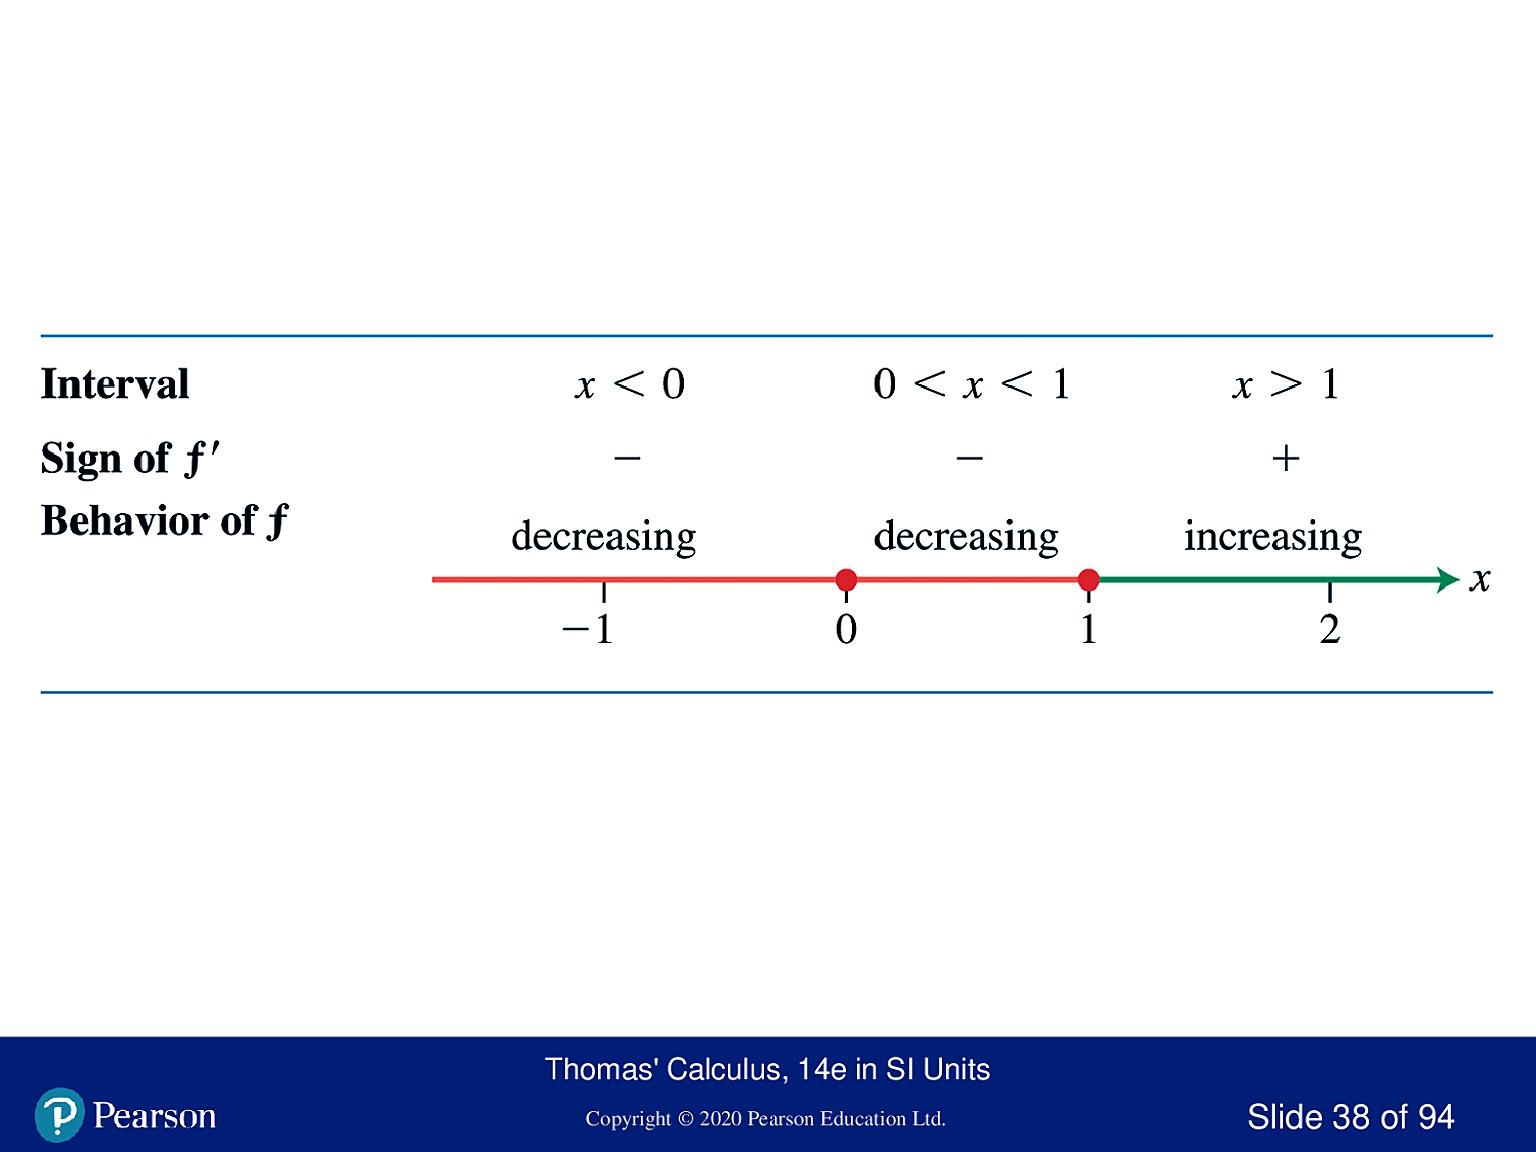 Interval x < 0 0 < x < 1 x > 1
Sign of ƒ′ − − +
Behavior of ƒ decreasing decreasing increasing
x
−1 0 1 2
Thomas' Calculus, 14e in SI Units
Pearson Copyright © 2020 Pearson Education Ltd. Slide 38 of 94